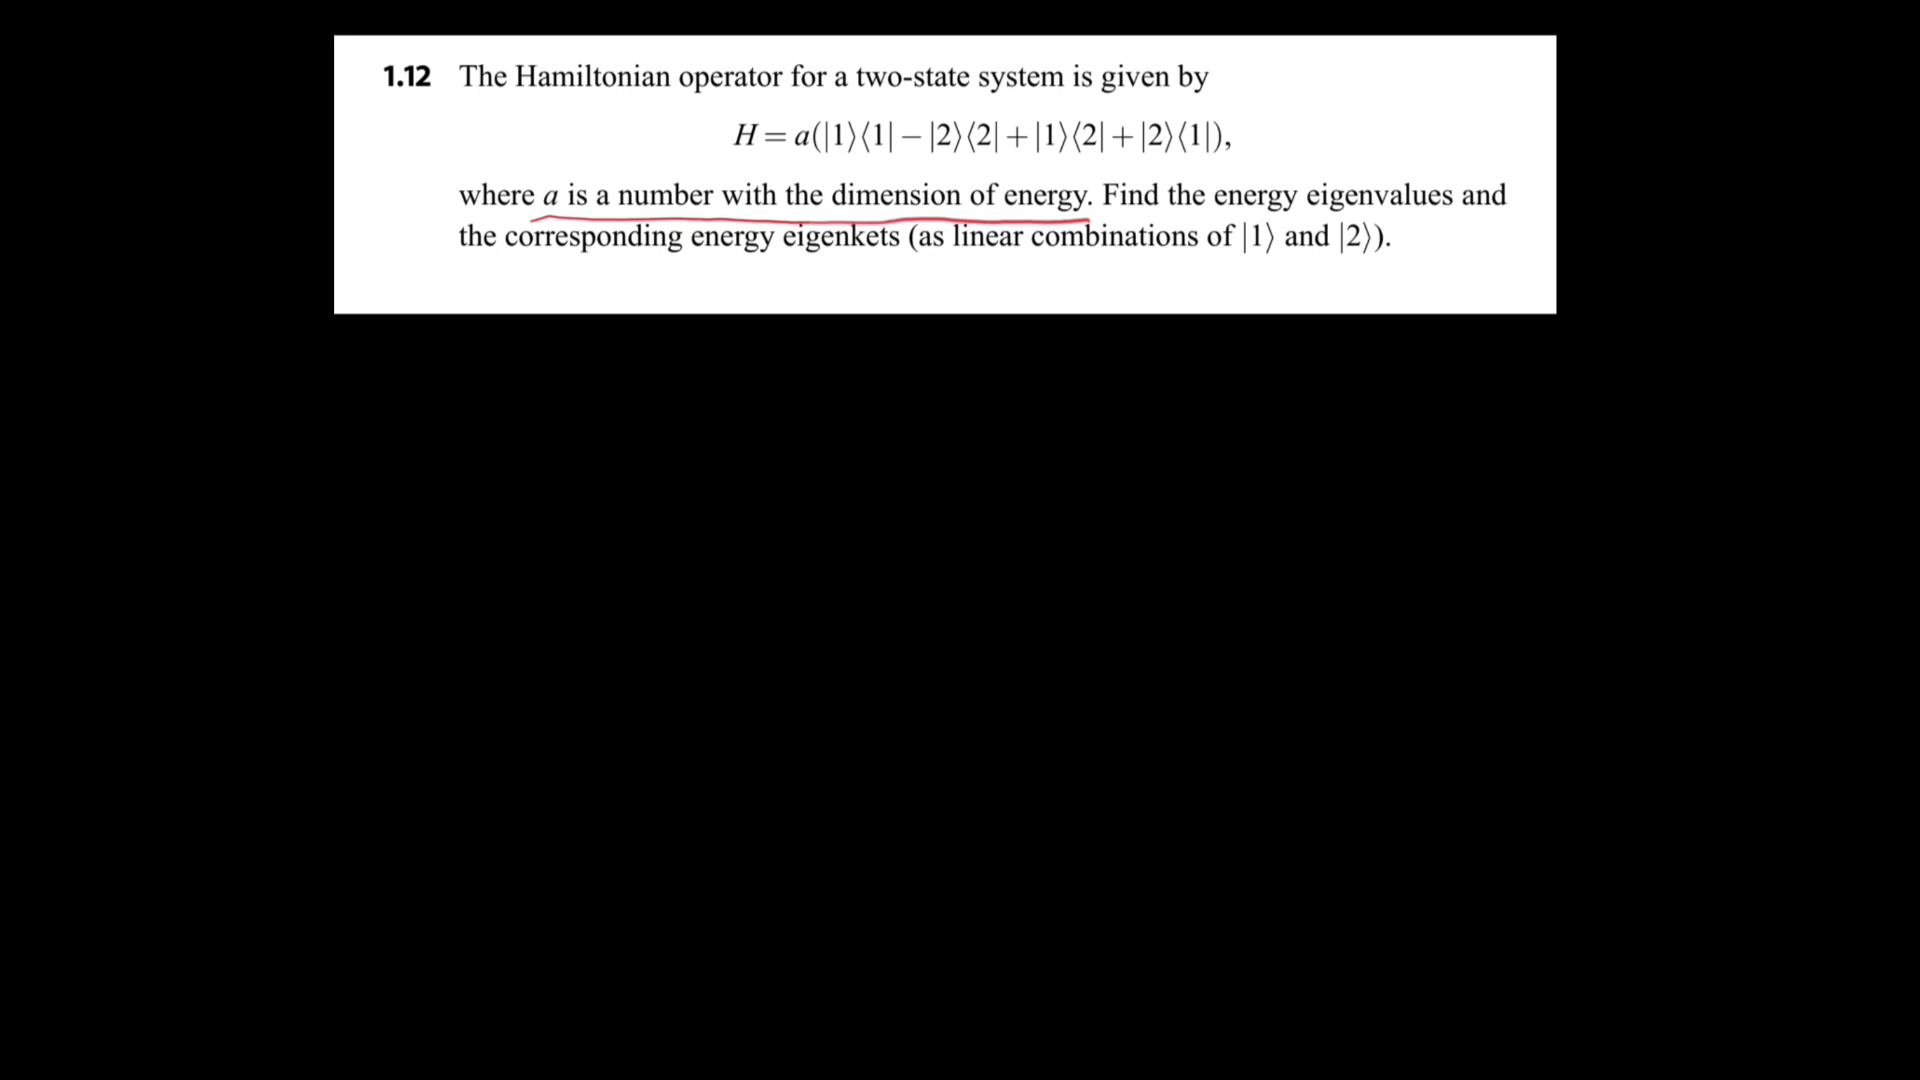 1.12 The Hamiltonian operator for a two-state system is given by
H = a(|1⟩⟨1| − |2⟩⟨2| + |1⟩⟨2| + |2⟩⟨1|),
where a is a number with the dimension of energy. Find the energy eigenvalues and
the corresponding energy eigenkets (as linear combinations of |1⟩ and |2⟩).